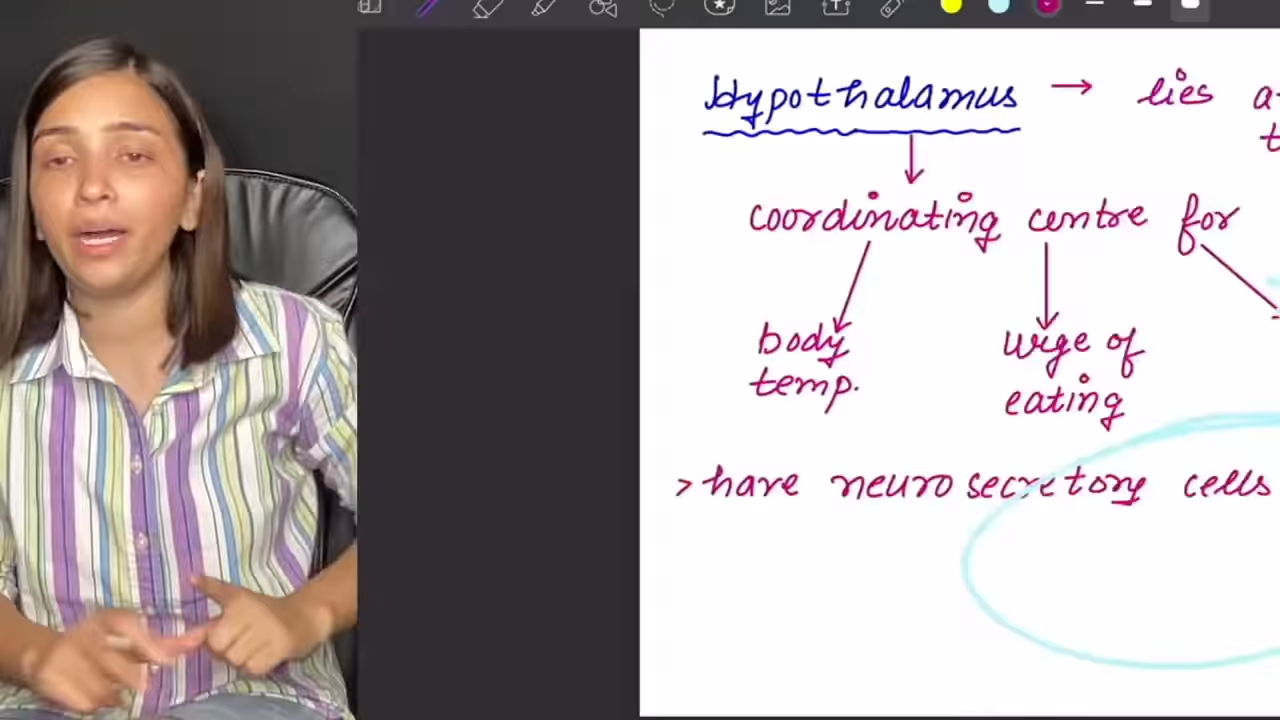 Hypothalamus → lies
coordinating centre for
body urge of
temp. eating
> have neurosecretory cells